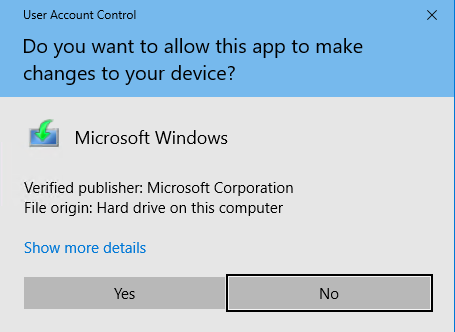 User Account Control
Do you want to allow this app to make
changes to your device?
Microsoft Windows
Verified publisher: Microsoft Corporation
File origin: Hard drive on this computer
Show more details
Yes
No